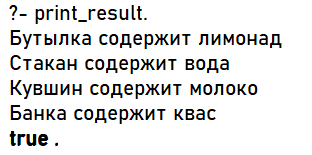 ?- print_result.
Бутылка содержит лимонад
Стакан содержит вода
Кувшин содержит молоко
Банка содержит квас
true .